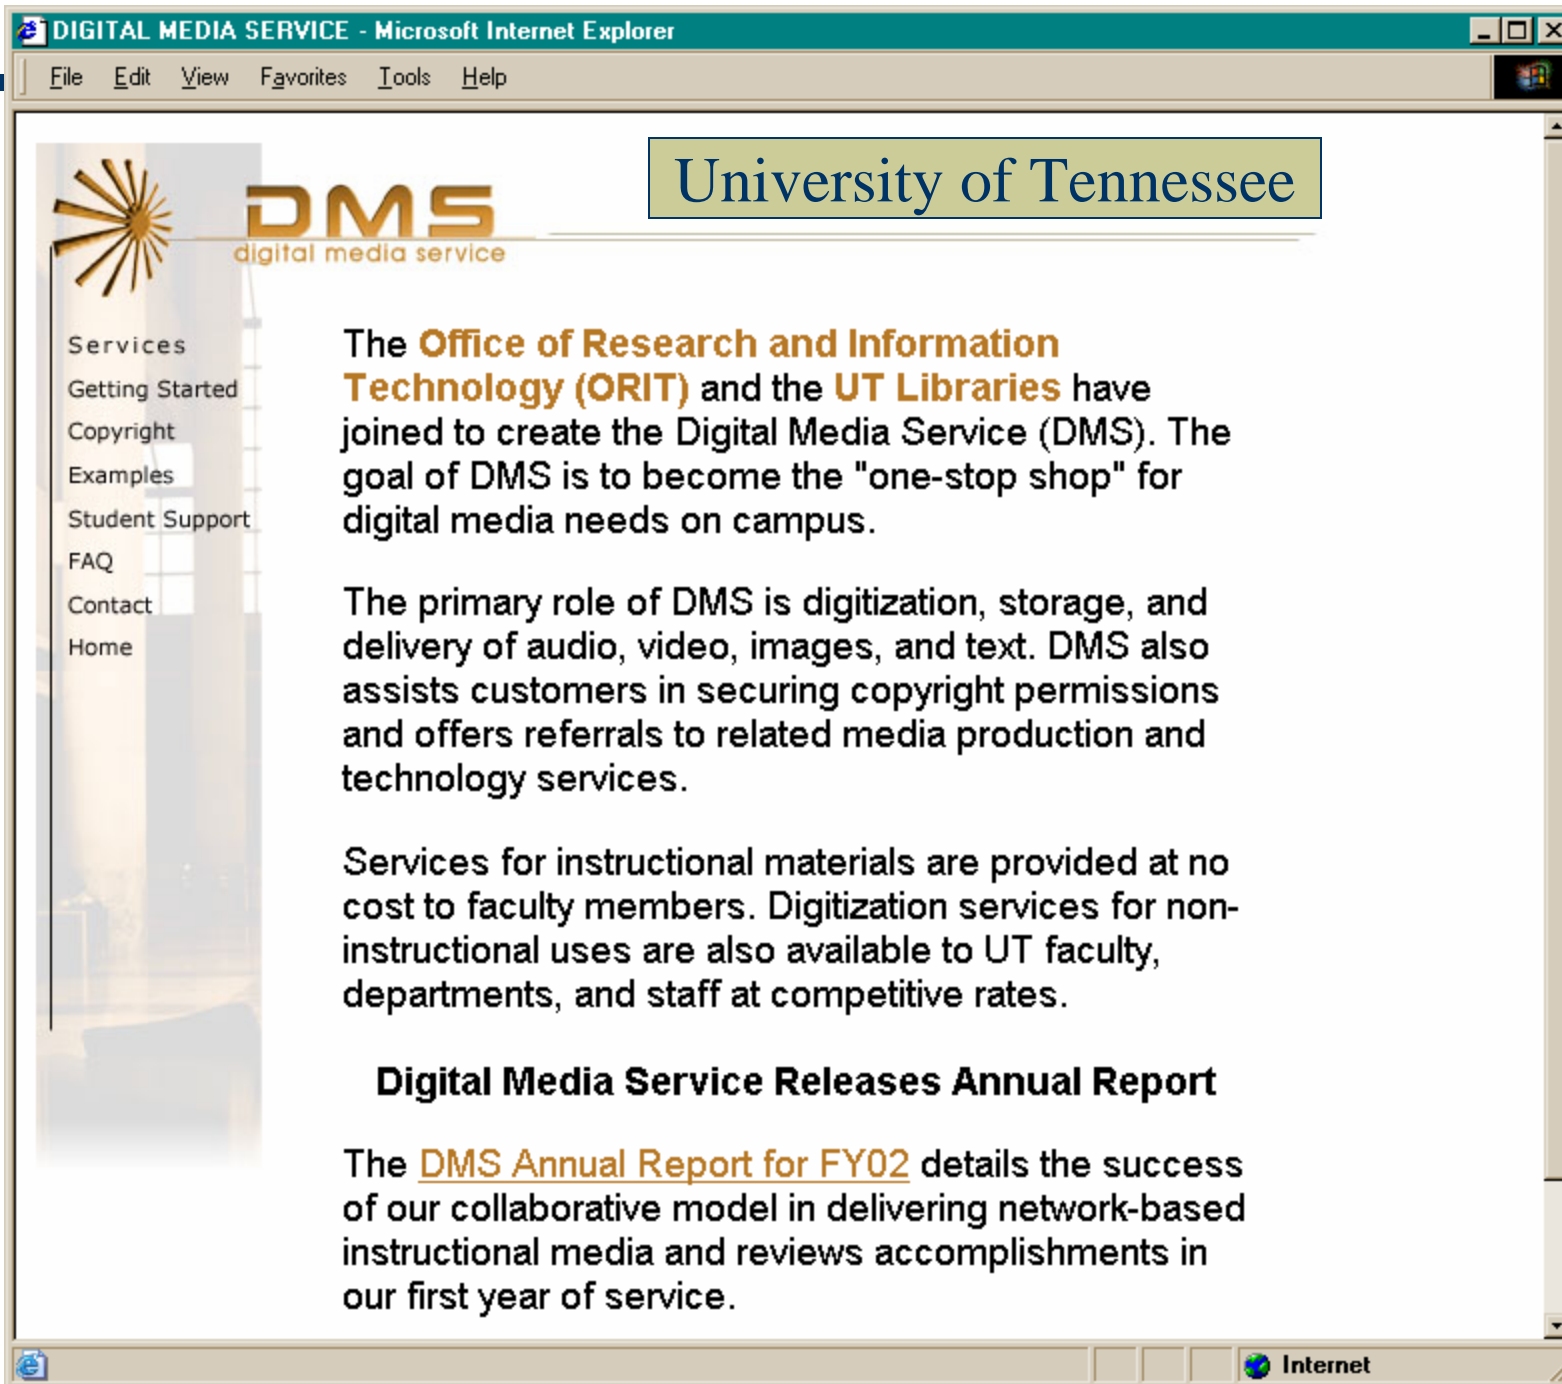 DIGITAL MEDIA SERVICE - Microsoft Internet Explorer
File Edit View Favorites Tools Help
University of Tennessee
DMS
digital media service
Services
Getting Started
Copyright
Examples
Student Support
FAQ
Contact
Home
The Office of Research and Information
Technology (ORIT) and the UT Libraries have
joined to create the Digital Media Service (DMS). The
goal of DMS is to become the "one-stop shop" for
digital media needs on campus.
The primary role of DMS is digitization, storage, and
delivery of audio, video, images, and text. DMS also
assists customers in securing copyright permissions
and offers referrals to related media production and
technology services.
Services for instructional materials are provided at no
cost to faculty members. Digitization services for non-
instructional uses are also available to UT faculty,
departments, and staff at competitive rates.
Digital Media Service Releases Annual Report
The DMS Annual Report for FY02 details the success
of our collaborative model in delivering network-based
instructional media and reviews accomplishments in
our first year of service.
Internet